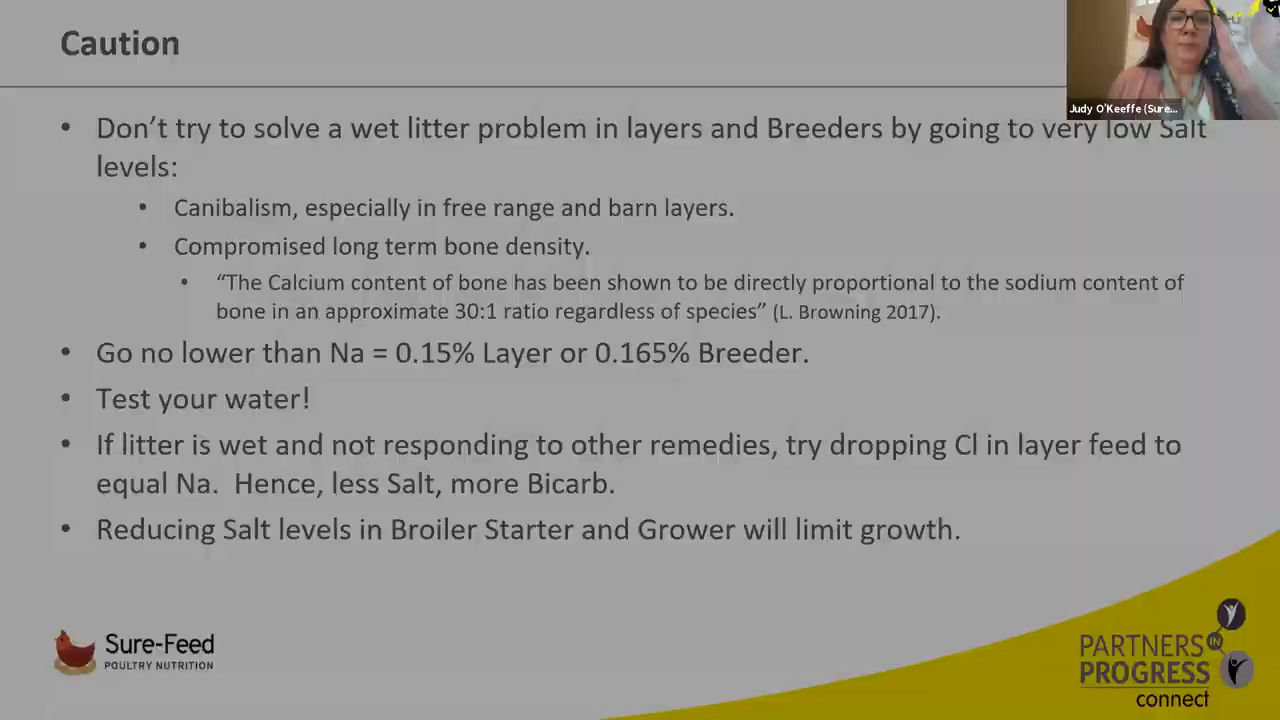 Caution
Judy O'Keeffe (Sure...
• Don't try to solve a wet litter problem in layers and Breeders by going to very low Salt
levels:
• Canibalism, especially in free range and barn layers.
• Compromised long term bone density.
• “The Calcium content of bone has been shown to be directly proportional to the sodium content of
bone in an approximate 30:1 ratio regardless of species” (L. Browning 2017).
• Go no lower than Na = 0.15% Layer or 0.165% Breeder.
• Test your water!
• If litter is wet and not responding to other remedies, try dropping Cl in layer feed to
equal Na.  Hence, less Salt, more Bicarb.
• Reducing Salt levels in Broiler Starter and Grower will limit growth.
Sure-Feed
POULTRY NUTRITION
PARTNERS IN
PROGRESS
connect